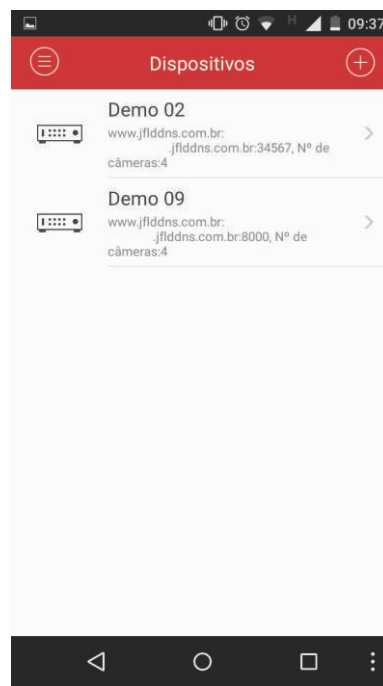 H 09:37
Dispositivos
Demo 02
www.jflddns.com.br:
.jflddns.com.br:34567, Nº de
câmeras:4
Demo 09
www.jflddns.com.br:
.jflddns.com.br:8000, Nº de
câmeras:4